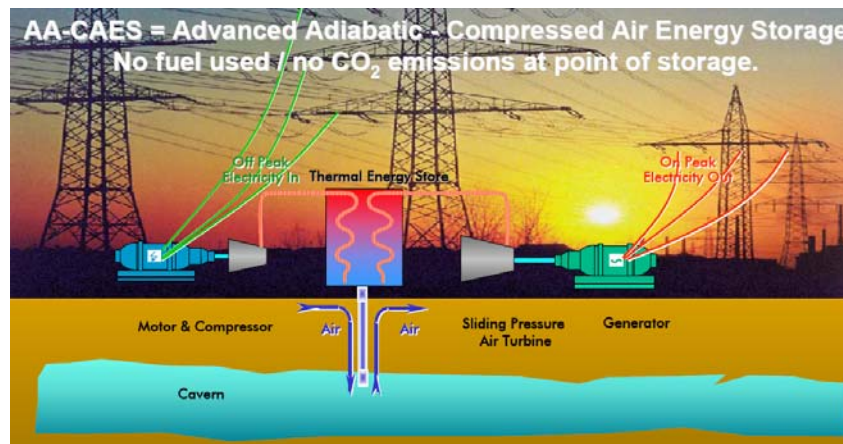 AA-CAES = Advanced Adiabatic - Compressed Air Energy Storage
No fuel used / no CO₂ emissions at point of storage.
Off Peak
Electricity In
Thermal Energy Store
On Peak
Electricity Out
Motor & Compressor
Air
Air
Sliding Pressure
Air Turbine
Generator
Cavern